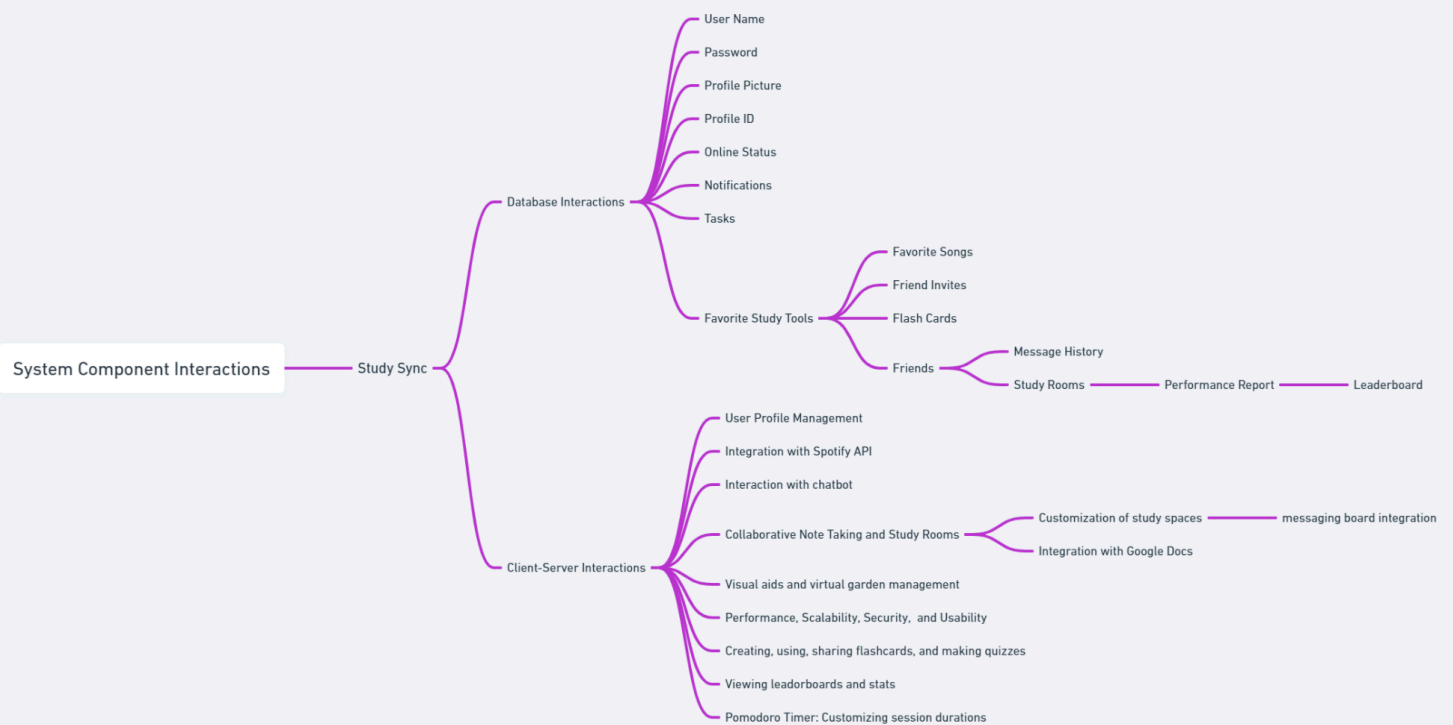 System Component Interactions
Study Sync
Database Interactions
User Name
Password
Profile Picture
Profile ID
Online Status
Notifications
Tasks
Favorite Study Tools
Favorite Songs
Friend Invites
Flash Cards
Friends
Message History
Study Rooms
Performance Report
Leaderboard
Client-Server Interactions
User Profile Management
Integration with Spotify API
Interaction with chatbot
Collaborative Note Taking and Study Rooms
Customization of study spaces
messaging board integration
Integration with Google Docs
Visual aids and virtual garden management
Performance, Scalability, Security,  and Usability
Creating, using, sharing flashcards, and making quizzes
Viewing leadorboards and stats
Pomodoro Timer: Customizing session durations